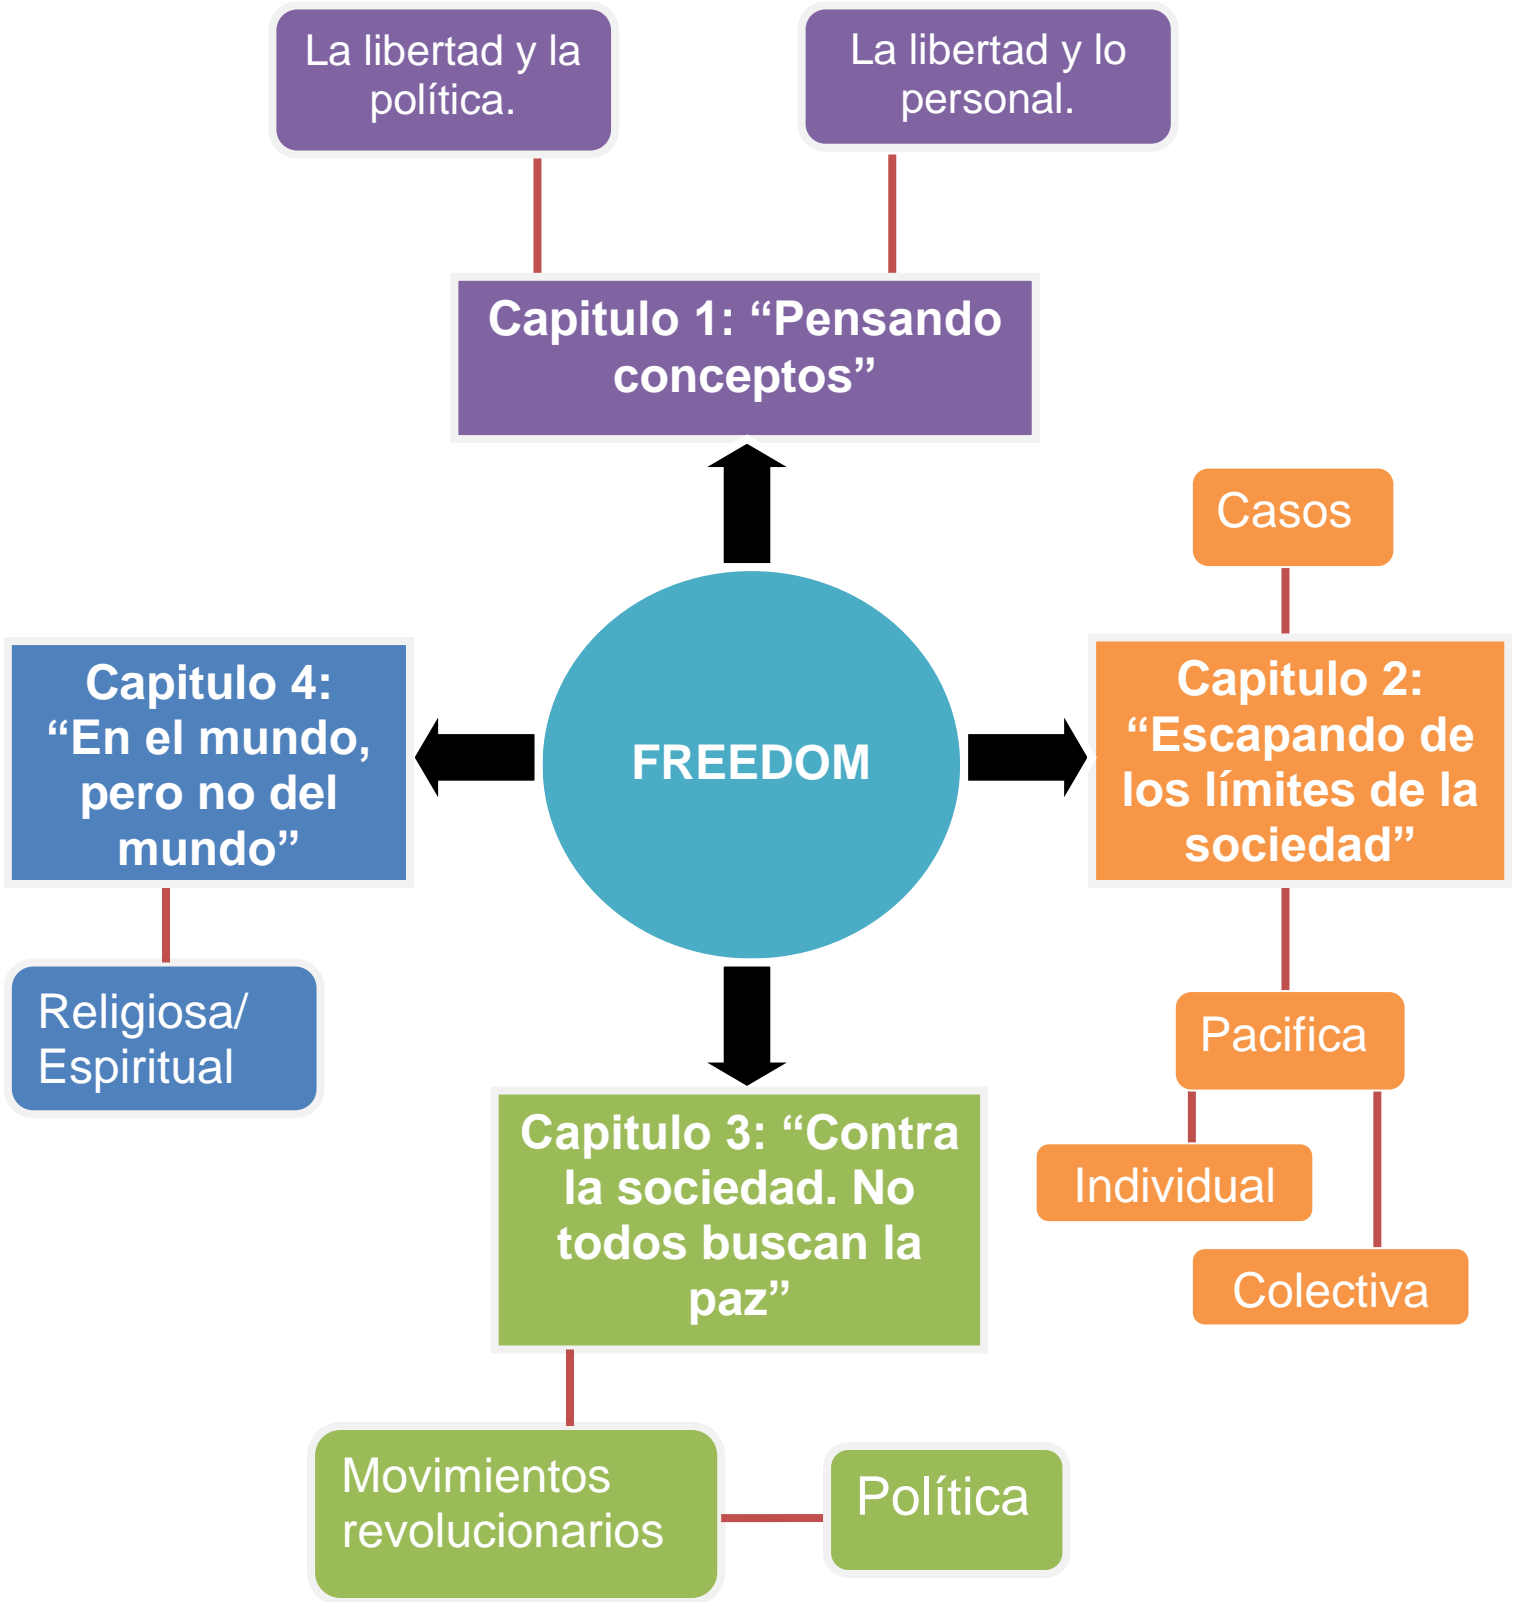 La libertad y la
política.
La libertad y lo
personal.
Capitulo 1: “Pensando
conceptos”
Casos
Capitulo 4:
“En el mundo,
pero no del
mundo”
FREEDOM
Capitulo 2:
“Escapando de
los límites de la
sociedad”
Religiosa/
Espiritual
Pacifica
Individual
Colectiva
Capitulo 3: “Contra
la sociedad. No
todos buscan la
paz”
Movimientos
revolucionarios
Política